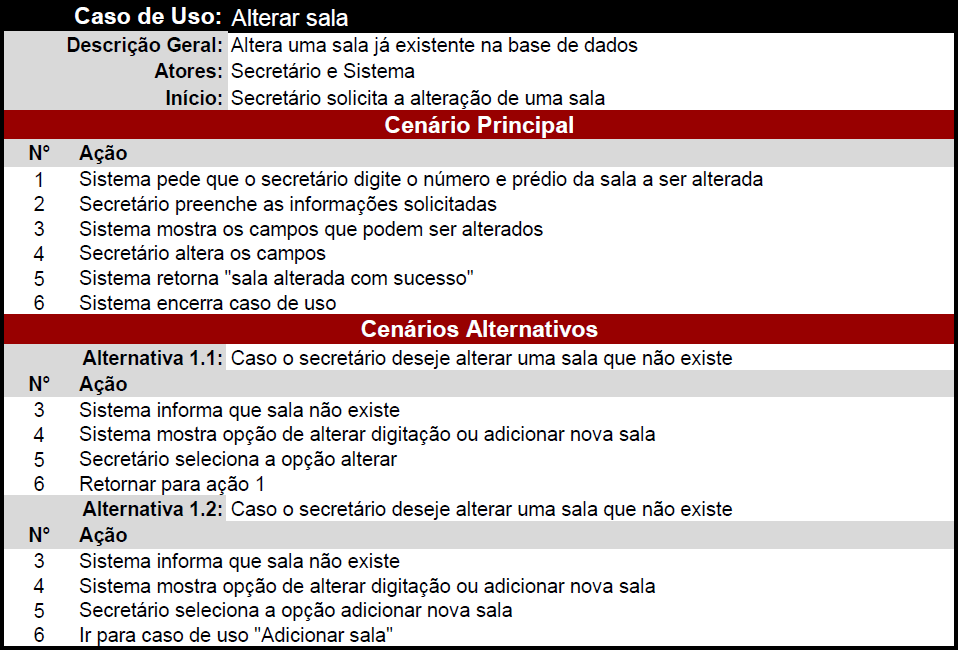 Caso de Uso: Alterar sala
Descrição Geral: Altera uma sala já existente na base de dados
Atores: Secretário e Sistema
Início: Secretário solicita a alteração de uma sala
Cenário Principal
N° Ação
1 Sistema pede que o secretário digite o número e prédio da sala a ser alterada
2 Secretário preenche as informações solicitadas
3 Sistema mostra os campos que podem ser alterados
4 Secretário altera os campos
5 Sistema retorna "sala alterada com sucesso"
6 Sistema encerra caso de uso
Cenários Alternativos
Alternativa 1.1: Caso o secretário deseje alterar uma sala que não existe
N° Ação
3 Sistema informa que sala não existe
4 Sistema mostra opção de alterar digitação ou adicionar nova sala
5 Secretário seleciona a opção alterar
6 Retornar para ação 1
Alternativa 1.2: Caso o secretário deseje alterar uma sala que não existe
N° Ação
3 Sistema informa que sala não existe
4 Sistema mostra opção de alterar digitação ou adicionar nova sala
5 Secretário seleciona a opção adicionar nova sala
6 Ir para caso de uso "Adicionar sala"